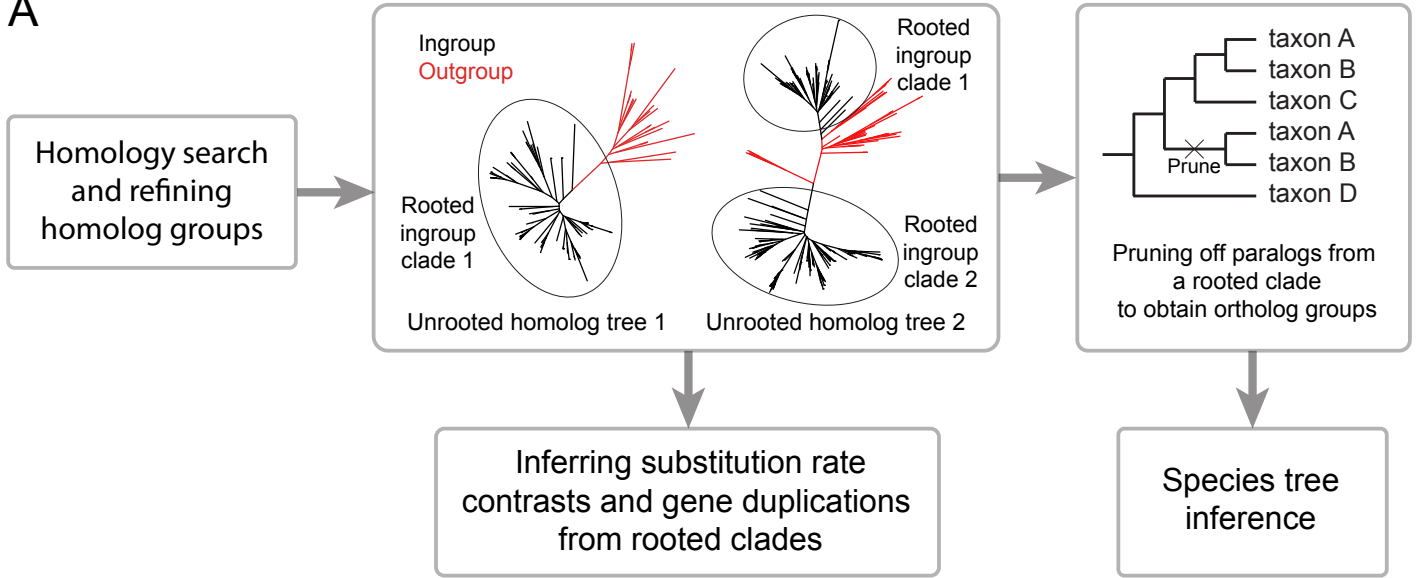 A
Homology search
and refining
homolog groups
Ingroup
Outgroup
Rooted
ingroup
clade 1
Unrooted homolog tree 1
Rooted
ingroup
clade 1
Rooted
ingroup
clade 2
Unrooted homolog tree 2
taxon A
taxon B
taxon C
taxon A
Prune
taxon B
taxon D
Pruning off paralogs from
a rooted clade
to obtain ortholog groups
Inferring substitution rate
contrasts and gene duplications
from rooted clades
Species tree
inference